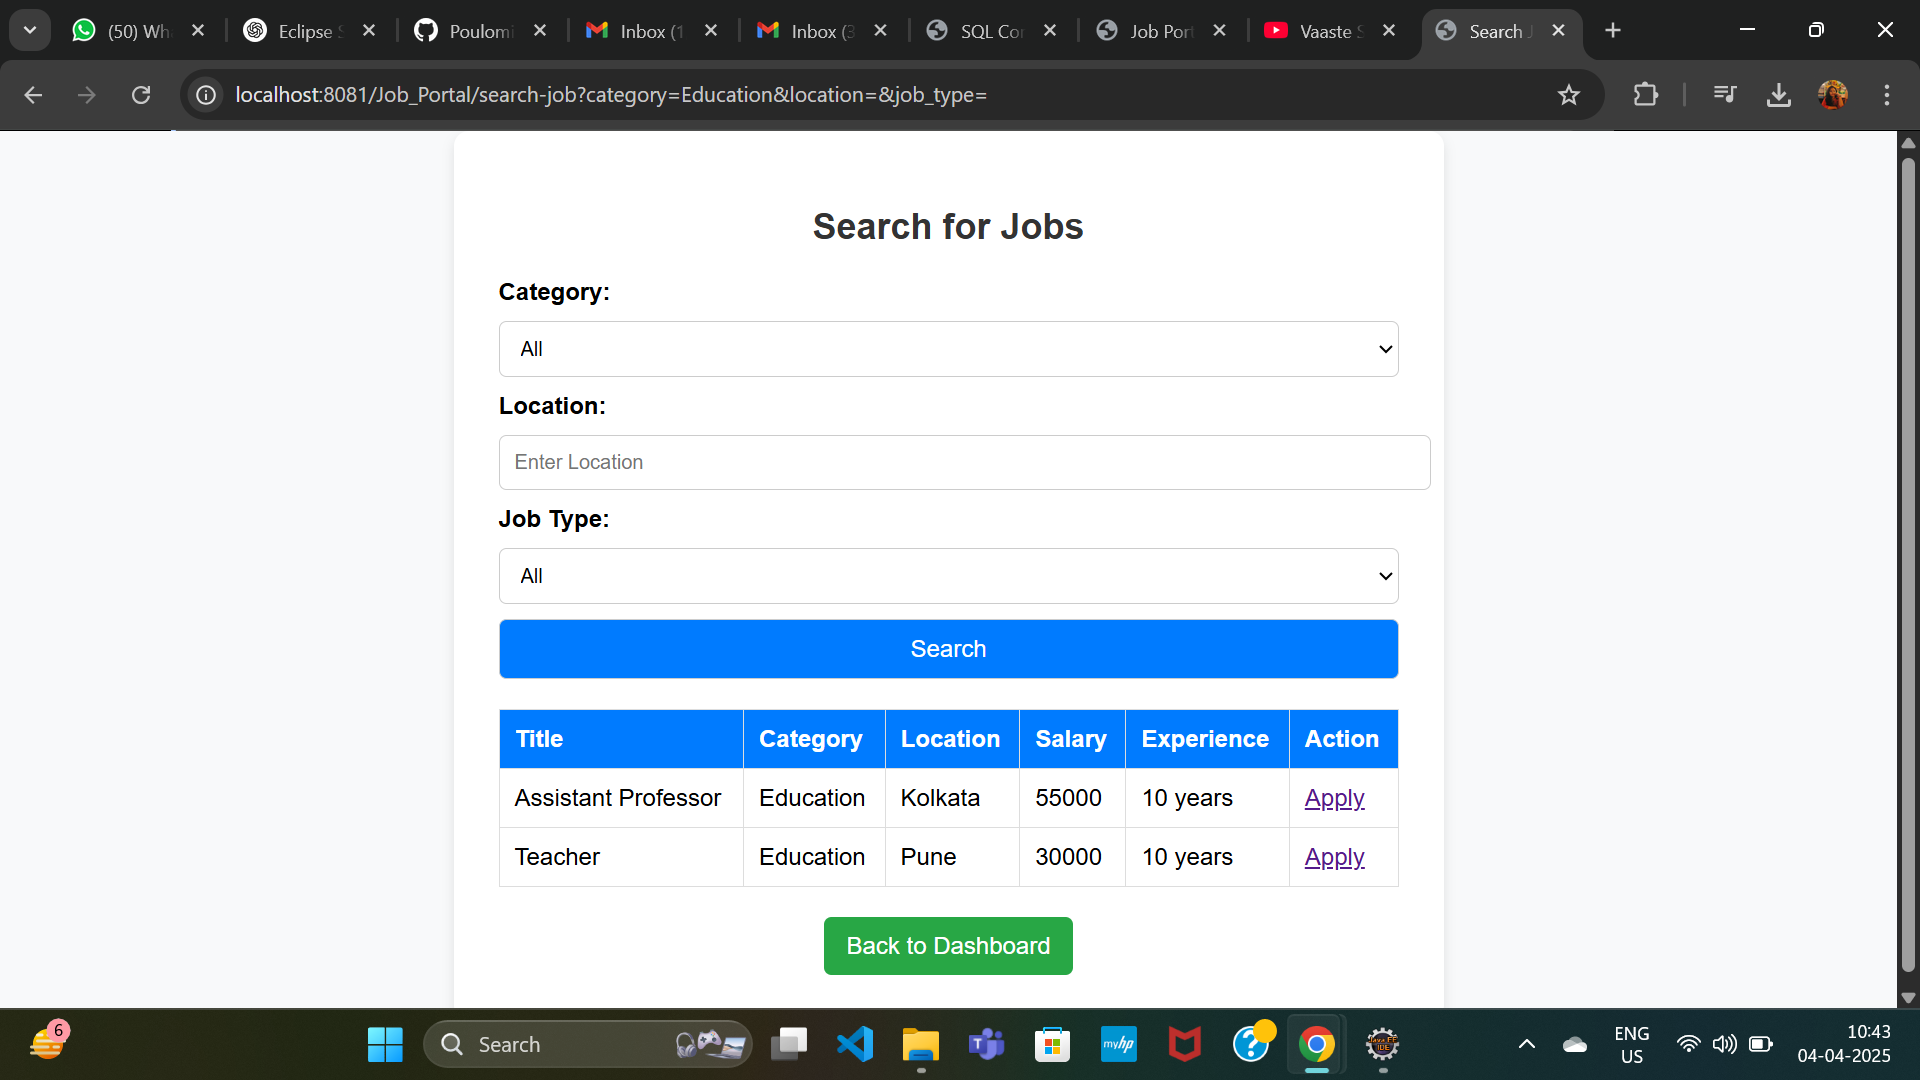 (50) Wh
Eclipse
Poulomi
Inbox (1
Inbox (3
SQL Co
Job Port
Vaaste S
Search J
localhost:8081/Job_Portal/search-job?category=Education&location=&job_type=
Search for Jobs
Category:
All
Location:
Enter Location
Job Type:
All
Search
Title Category Location Salary Experience Action
Assistant Professor Education Kolkata 55000 10 years Apply
Teacher Education Pune 30000 10 years Apply
Back to Dashboard
6
Search
myhp
ENG
US
10:43
04-04-2025